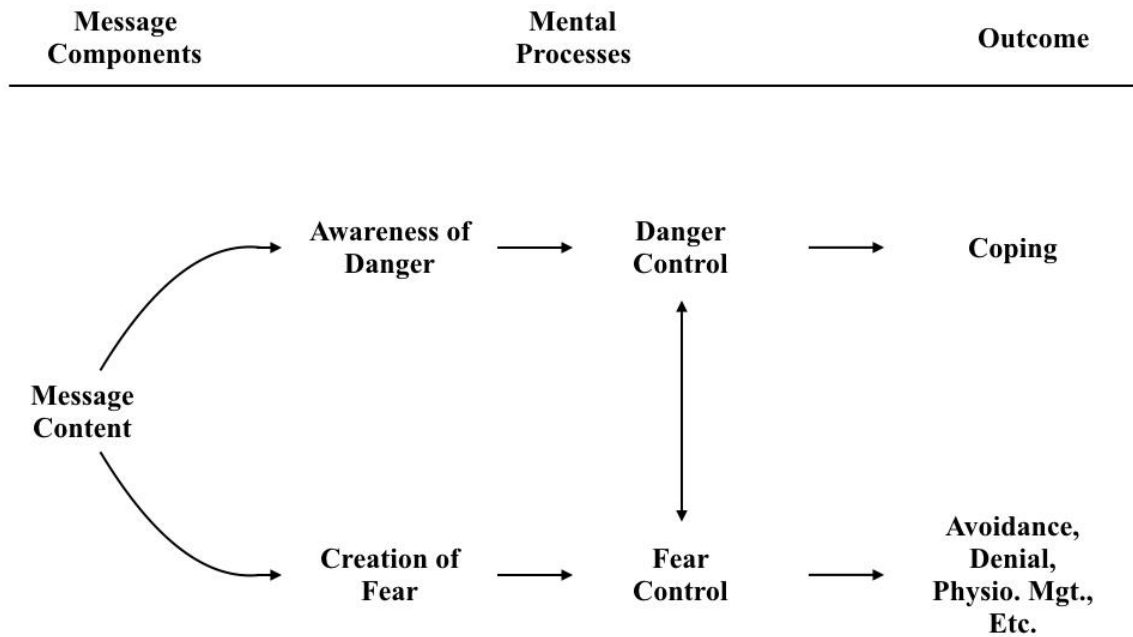 Message
Components
Mental
Processes
Outcome
Awareness of
Danger
Danger
Control
Coping
Message
Content
Creation of
Fear
Fear
Control
Avoidance,
Denial,
Physio. Mgt.,
Etc.